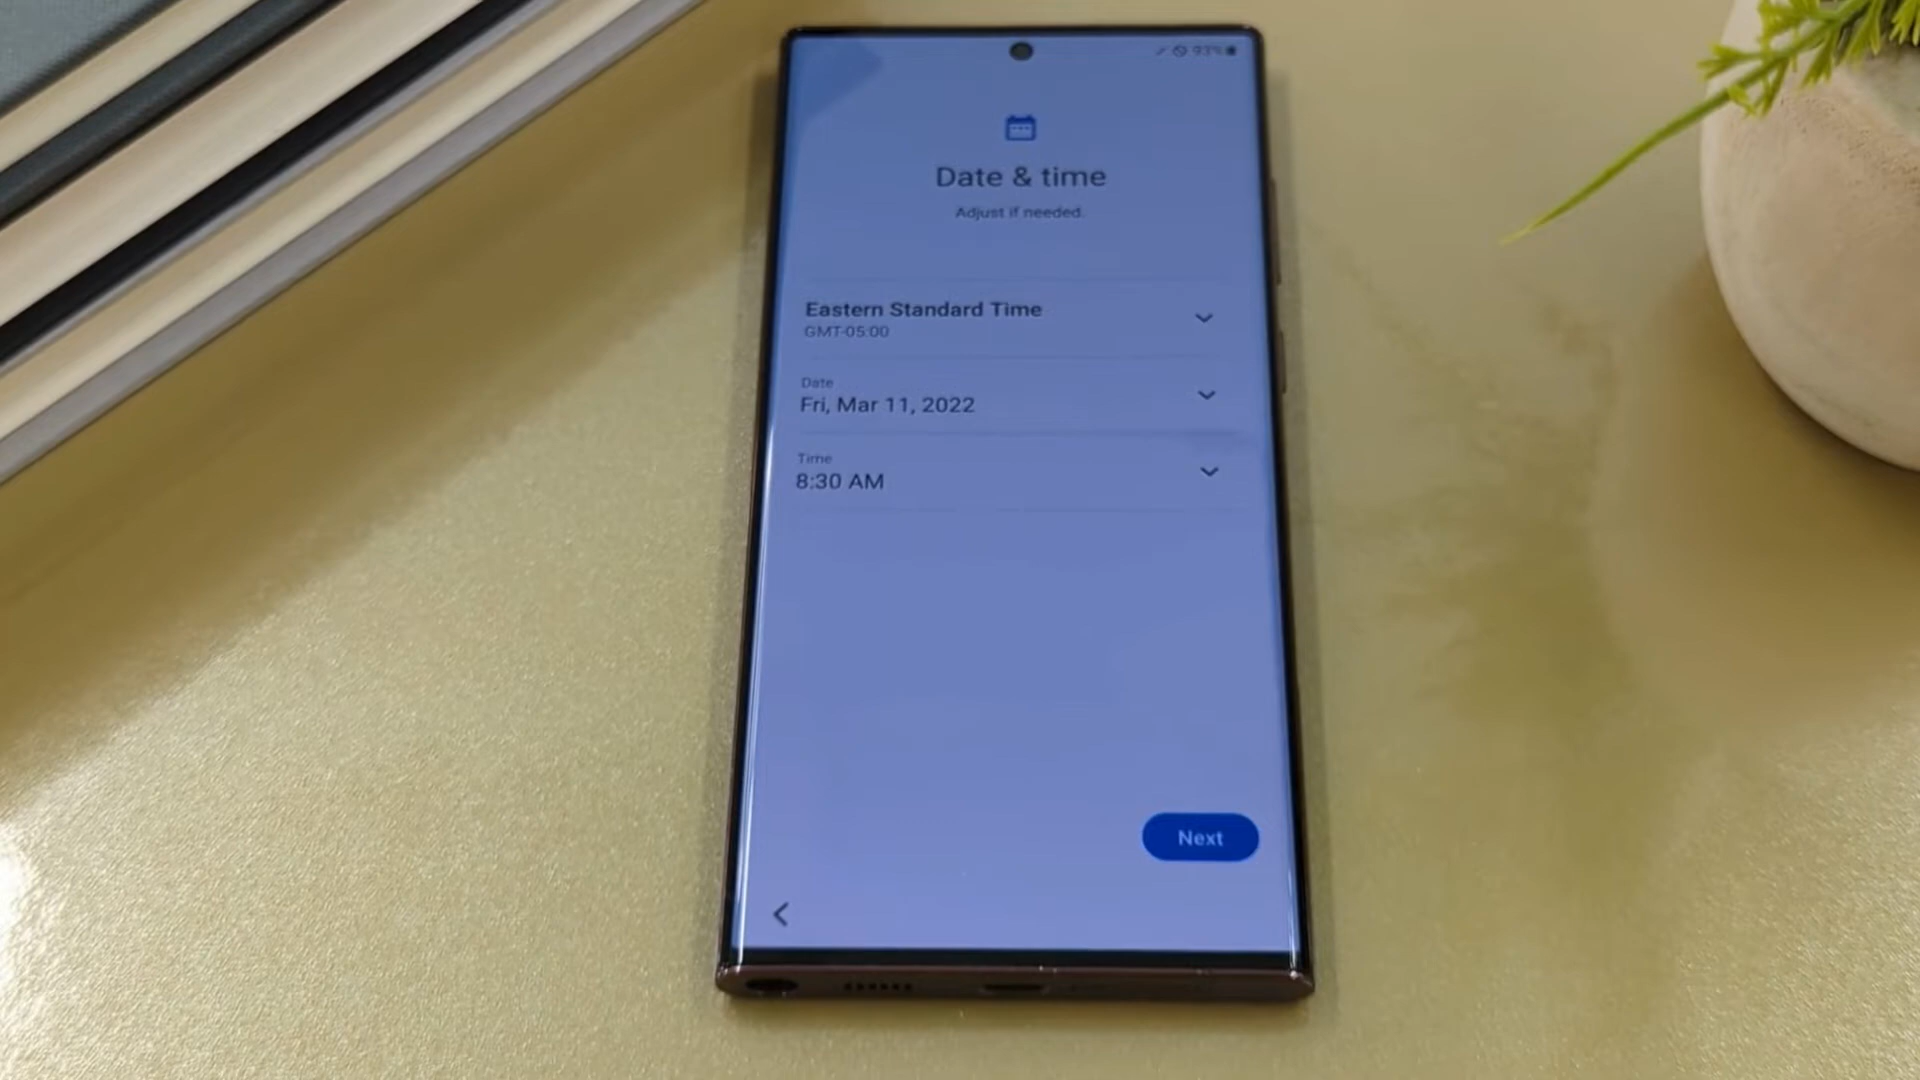 93%
Date & time
Adjust if needed.
Eastern Standard Time
GMT-05:00
Date
Fri, Mar 11, 2022
Time
8:30 AM
Next